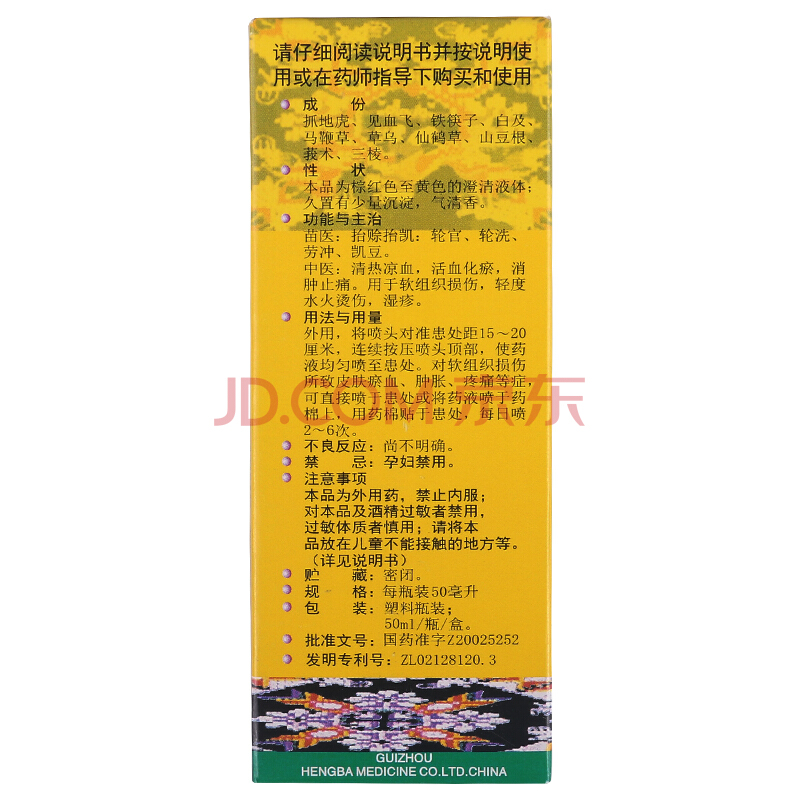 请仔细阅读说明书并按说明使
用或在药师指导下购买和使用
成 份
抓地虎、见血飞、铁筷子、白及、
马鞭草、草乌、仙鹤草、山豆根、
莪术、三棱。
性 状
本品为棕红色至黄色的澄清液体；
久置有少量沉淀，气清香。
功能与主治
苗医：抬赊抬凯：轮官、轮洗、
劳冲、凯豆。
中医：清热凉血，活血化瘀，消
肿止痛。用于软组织损伤，轻度
水火烫伤，湿疹。
用法与用量
外用，将喷头对准患处距15～20
厘米，连续按压喷头顶部，使药
液均匀喷至患处。对软组织损伤
所致皮肤瘀血、肿胀、疼痛等症，
可直接喷于患处或将药液喷于药
棉上，用药棉贴于患处，每日喷
2～6次。
不良反应：尚不明确。
禁 忌：孕妇禁用。
注意事项
本品为外用药，禁止内服；
对本品及酒精过敏者禁用，
过敏体质者慎用；请将本
品放在儿童不能接触的地方等。
（详见说明书）
贮 藏：密闭。
规 格：每瓶装50毫升
包 装：塑料瓶装；
50ml/瓶/盒。
批准文号：国药准字Z20025252
发明专利号：ZL02128120.3
GUIZHOU
HENGBA MEDICINE CO.LTD.CHINA
JD.COM 京东